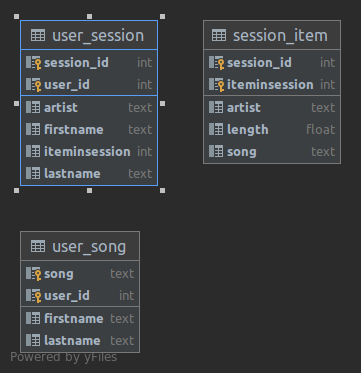 user_session
session_id int
user_id int
artist text
firstname text
iteminsession int
lastname text
session_item
session_id int
iteminsession int
artist text
length float
song text
user_song
song text
user_id int
firstname text
lastname text
Powered by yFiles